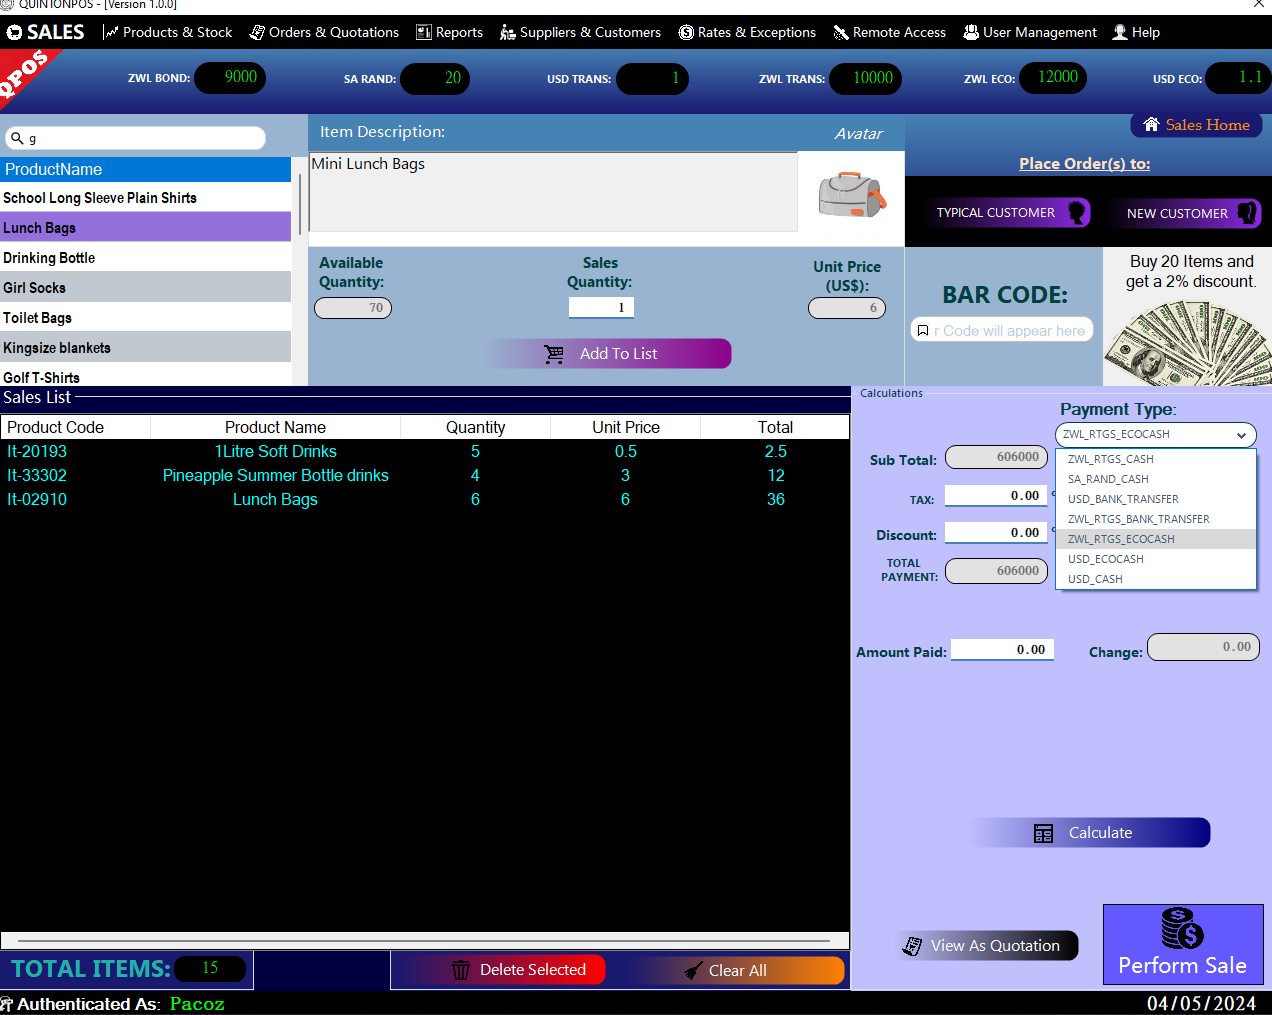 QUINTONPOS - [Version 1.0.0]
SALES Products & Stock Orders & Quotations Reports Suppliers & Customers Rates & Exceptions Remote Access User Management Help
QPOS
ZWL BOND: 9000 SA RAND: 20 USD TRANS: 1 ZWL TRANS: 10000 ZWL ECO: 12000 USD ECO: 1.1
g
ProductName
School Long Sleeve Plain Shirts
Lunch Bags
Drinking Bottle
Girl Socks
Toilet Bags
Kingsize blankets
Golf T-Shirts
Item Description: Avatar
Mini Lunch Bags
Available Quantity: 70
Sales Quantity: 1
Unit Price (US$): 6
Add To List
Sales Home
Place Order(s) to:
TYPICAL CUSTOMER NEW CUSTOMER
BAR CODE:
r Code will appear here
Buy 20 Items and
get a 2% discount.
Sales List
Product Code Product Name Quantity Unit Price Total
It-20193 1Litre Soft Drinks 5 0.5 2.5
It-33302 Pineapple Summer Bottle drinks 4 3 12
It-02910 Lunch Bags 6 6 36
Calculations
Payment Type:
ZWL_RTGS_ECOCASH
ZWL_RTGS_CASH
SA_RAND_CASH
USD_BANK_TRANSFER
ZWL_RTGS_BANK_TRANSFER
ZWL_RTGS_ECOCASH
USD_ECOCASH
USD_CASH
Sub Total: 606000
TAX: 0.00
Discount: 0.00
TOTAL
PAYMENT: 606000
Amount Paid: 0.00 Change: 0.00
Calculate
View As Quotation
Perform Sale
TOTAL ITEMS: 15 Delete Selected Clear All
Authenticated As: Pacoz 04/05/2024